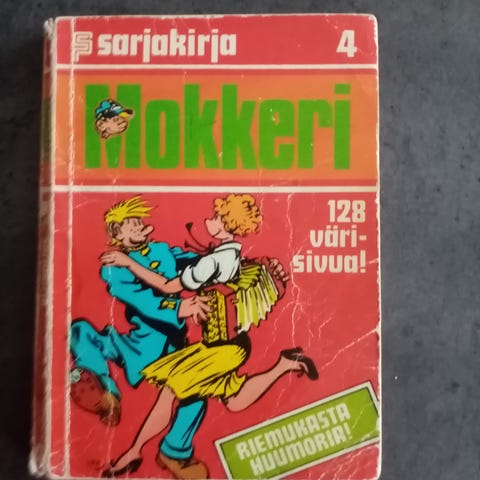 sarjakirja 4
Mokkeri
128
väri-
sivua!
RIEMUKASTA
HUUMORIA!